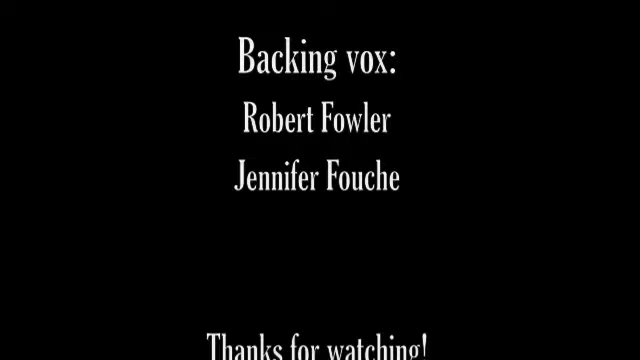 Backing vox:
Robert Fowler
Jennifer Fouche
Thanks for watching!